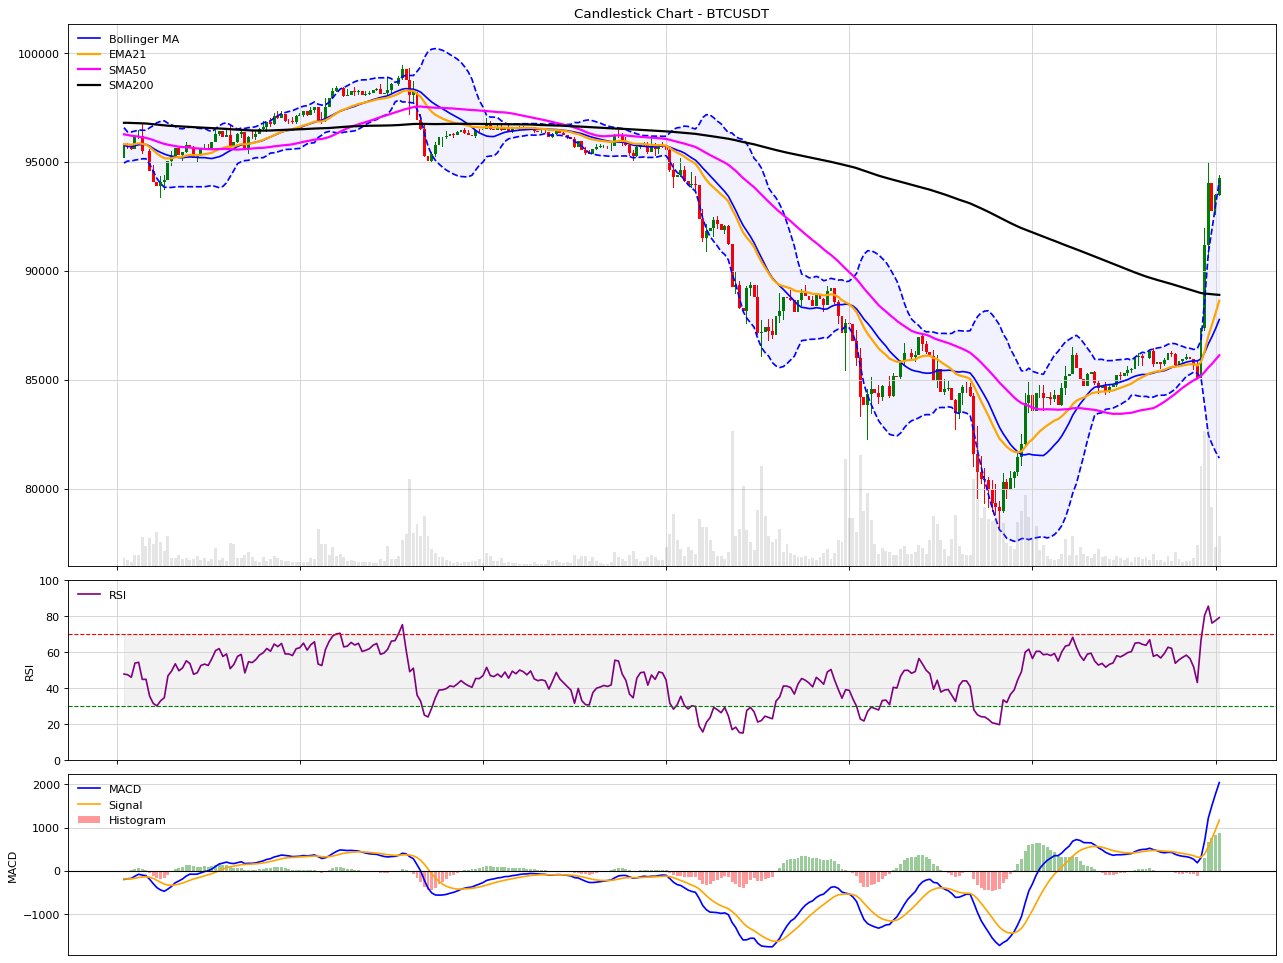 Candlestick Chart - BTCUSDT
Bollinger MA
EMA21
SMA50
SMA200
100000
95000
90000
85000
80000
RSI
100
80
60
40
20
0
RSI
MACD
Signal
Histogram
2000
1000
0
−1000
MACD